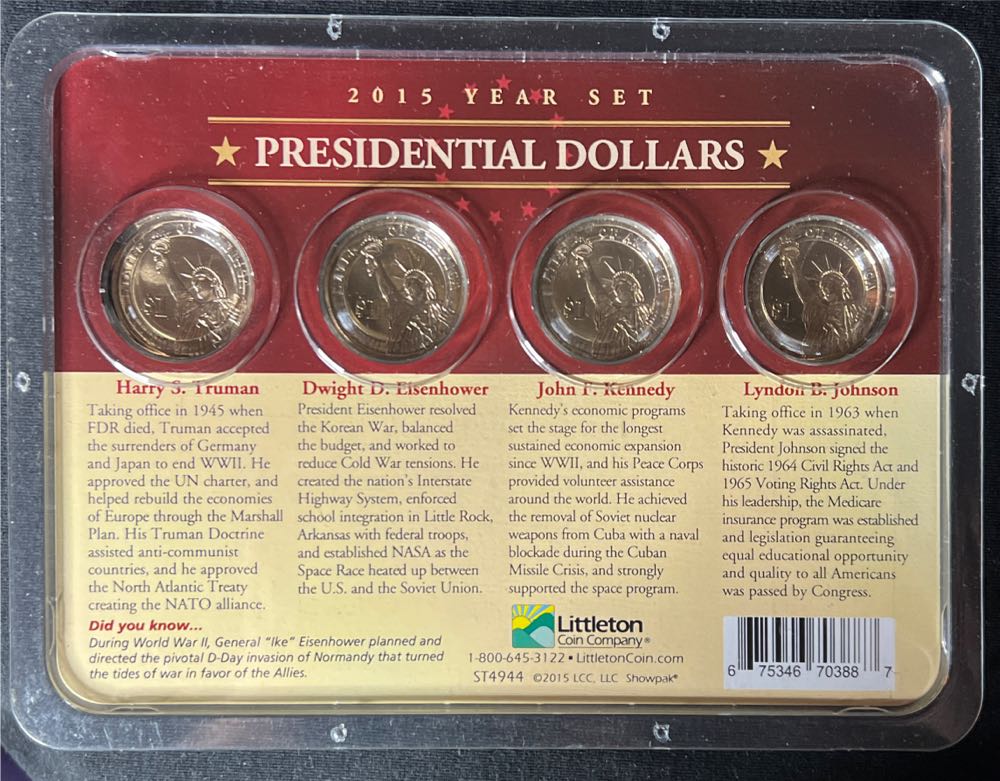 2015 YEAR SET
PRESIDENTIAL DOLLARS
OF AMERICA
$1
$1
$1
$1
Harry S. Truman
Taking office in 1945 when
FDR died, Truman accepted
the surrenders of Germany
and Japan to end WWII. He
approved the UN charter, and
helped rebuild the economies
of Europe through the Marshall
Plan. His Truman Doctrine
assisted anti-communist
countries, and he approved
the North Atlantic Treaty
creating the NATO alliance.
Dwight D. Eisenhower
President Eisenhower resolved
the Korean War, balanced
the budget, and worked to
reduce Cold War tensions. He
created the nation's Interstate
Highway System, enforced
school integration in Little Rock,
Arkansas with federal troops,
and established NASA as the
Space Race heated up between
the U.S. and the Soviet Union.
John F. Kennedy
Kennedy's economic programs
set the stage for the longest
sustained economic expansion
since WWII, and his Peace Corps
provided volunteer assistance
around the world. He achieved
the removal of Soviet nuclear
weapons from Cuba with a naval
blockade during the Cuban
Missile Crisis, and strongly
supported the space program.
Lyndon B. Johnson
Taking office in 1963 when
Kennedy was assassinated,
President Johnson signed the
historic 1964 Civil Rights Act and
1965 Voting Rights Act. Under
his leadership, the Medicare
insurance program was established
and legislation guaranteeing
equal educational opportunity
and quality to all Americans
was passed by Congress.
Did you know...
During World War II, General "Ike" Eisenhower planned and
directed the pivotal D-Day invasion of Normandy that turned
the tides of war in favor of the Allies.
Littleton
Coin Company®
1-800-645-3122 ▪ LittletonCoin.com
ST4944 ©2015 LCC, LLC Showpak®
6 75346 70388 7